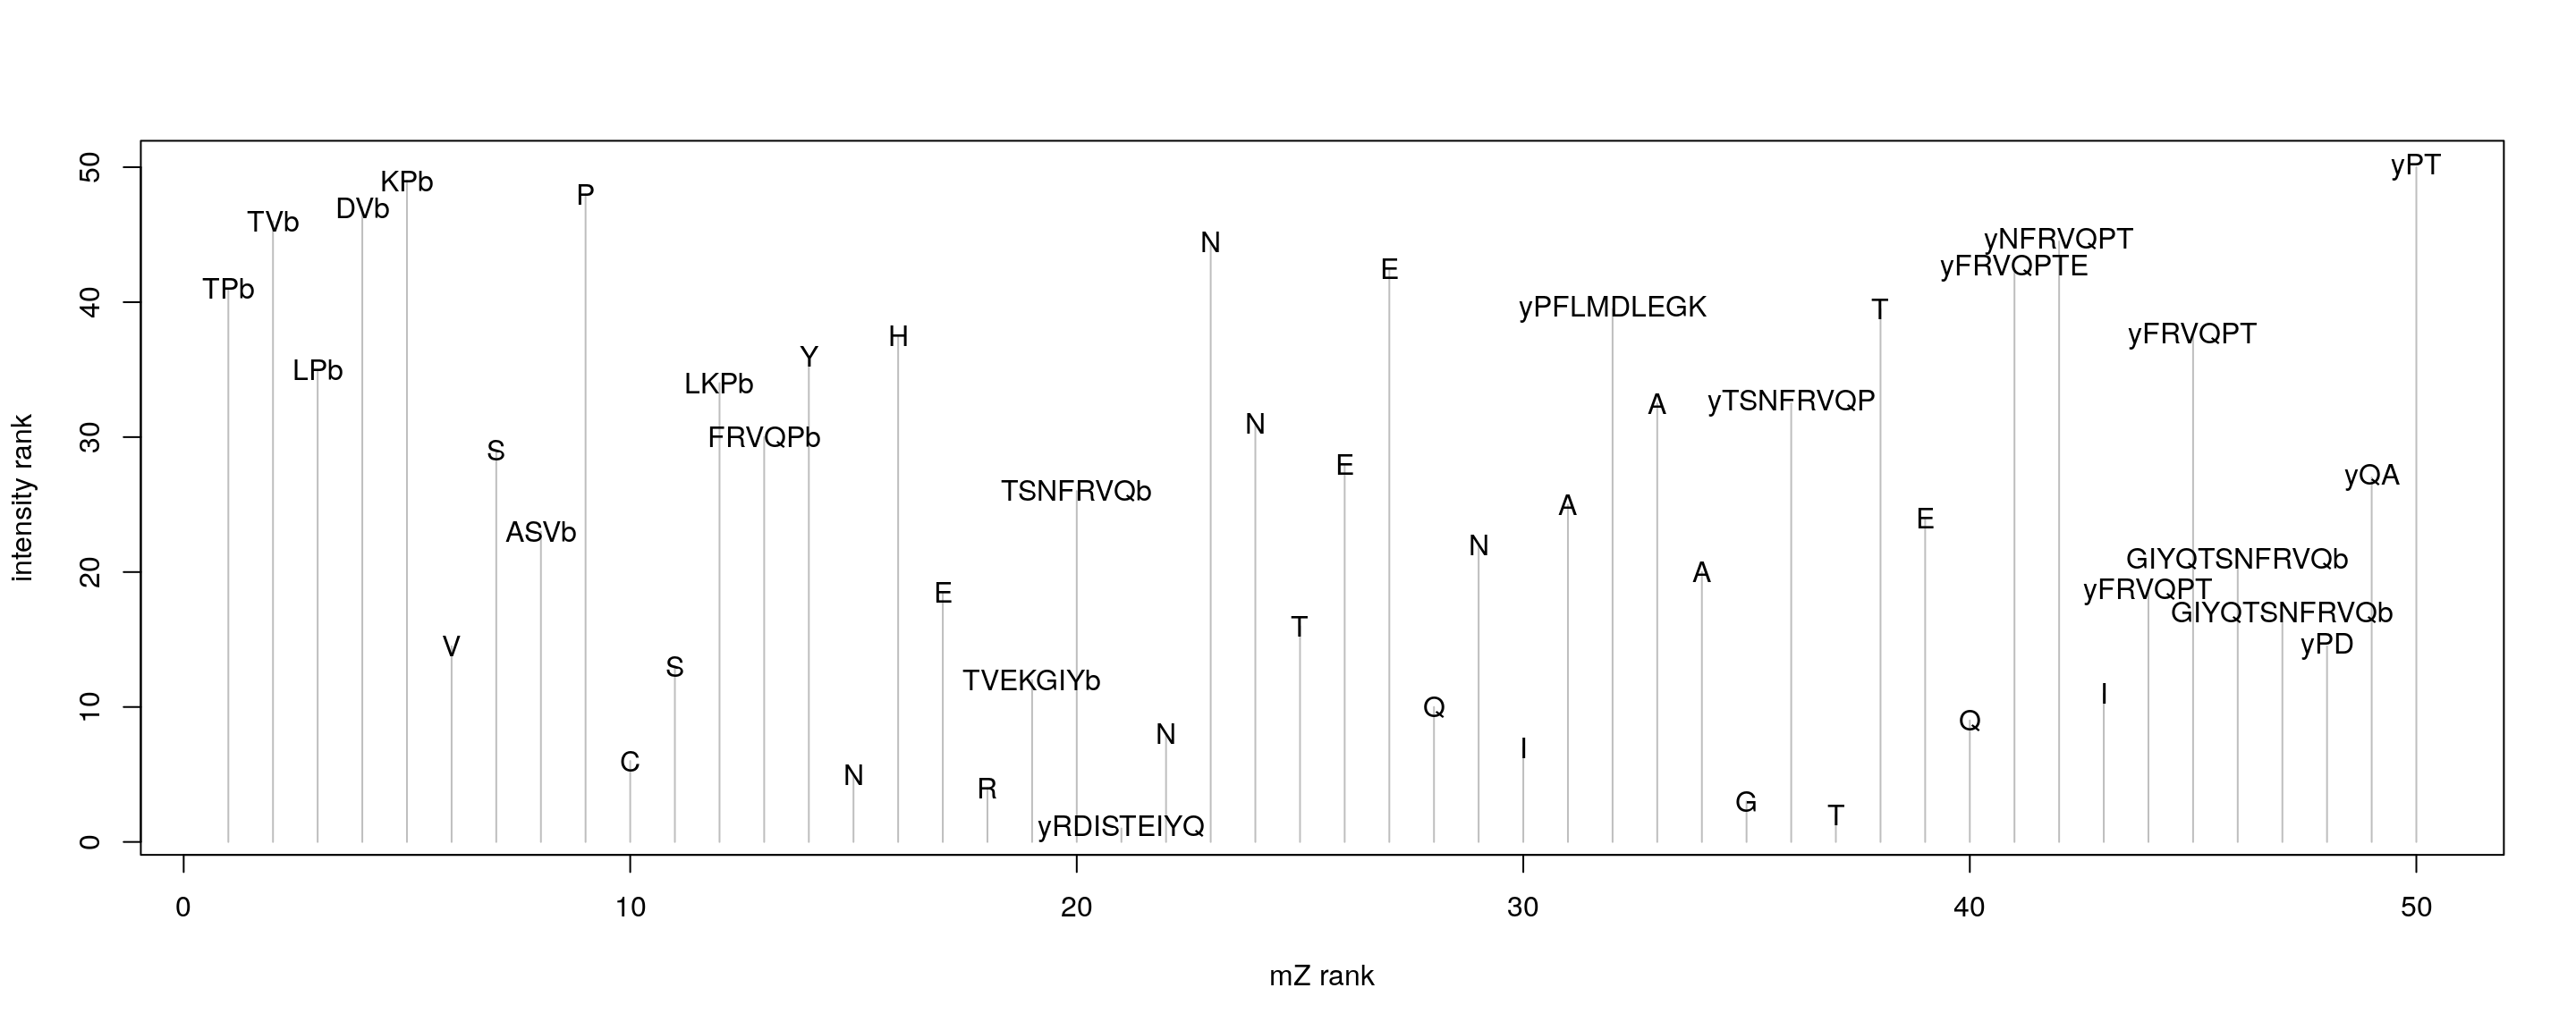 50
40
30
20
10
0
intensity rank
TPb
TVb
LPb
DVb
KPb
V
S
ASVb
P
C
S
LKPb
FRVQPb
Y
N
H
E
R
TVEKGIYb
TSNFRVQb
yRDISTEIYQ
N
N
N
T
E
E
Q
N
I
A
yPFLMDLEGK
A
A
G
yTSNFRVQP
T
T
E
Q
yFRVQPTE
yNFRVQPT
I
yFRVQPT
yFRVQPT
GIYQTSNFRVQb
GIYQTSNFRVQb
yPD
yQA
yPT
0 10 20 30 40 50
mZ rank